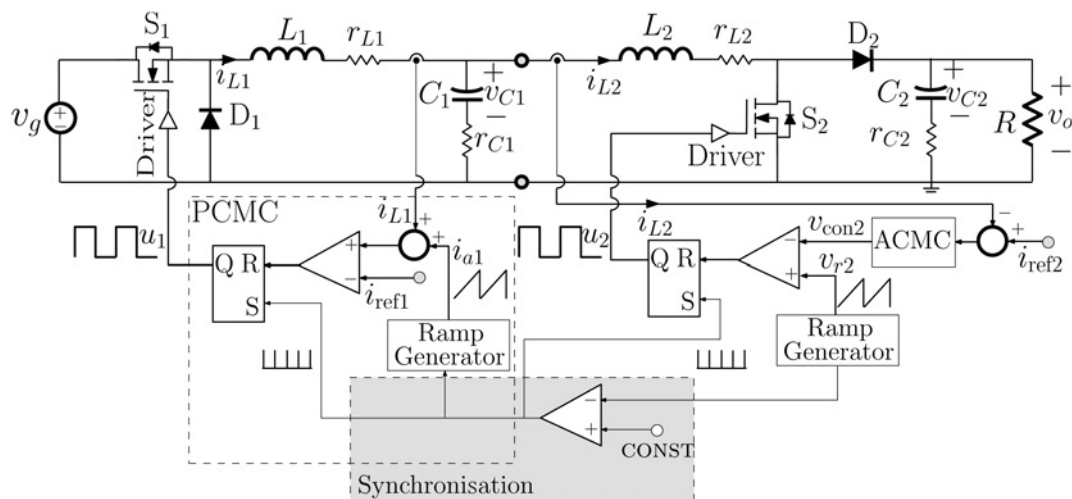 S1
L1
rL1
L2
rL2
D2
iL1
iL2
vg
Driver
D1
C1
vC1
rC1
S2
Driver
C2
vC2
rC2
R
vo
PCMC
iL1
iL2
u1
Q R
S
ia1
iref1
u2
Q R
S
vcon2
ACMC
vr2
iref2
Ramp
Generator
Ramp
Generator
CONST
Synchronisation